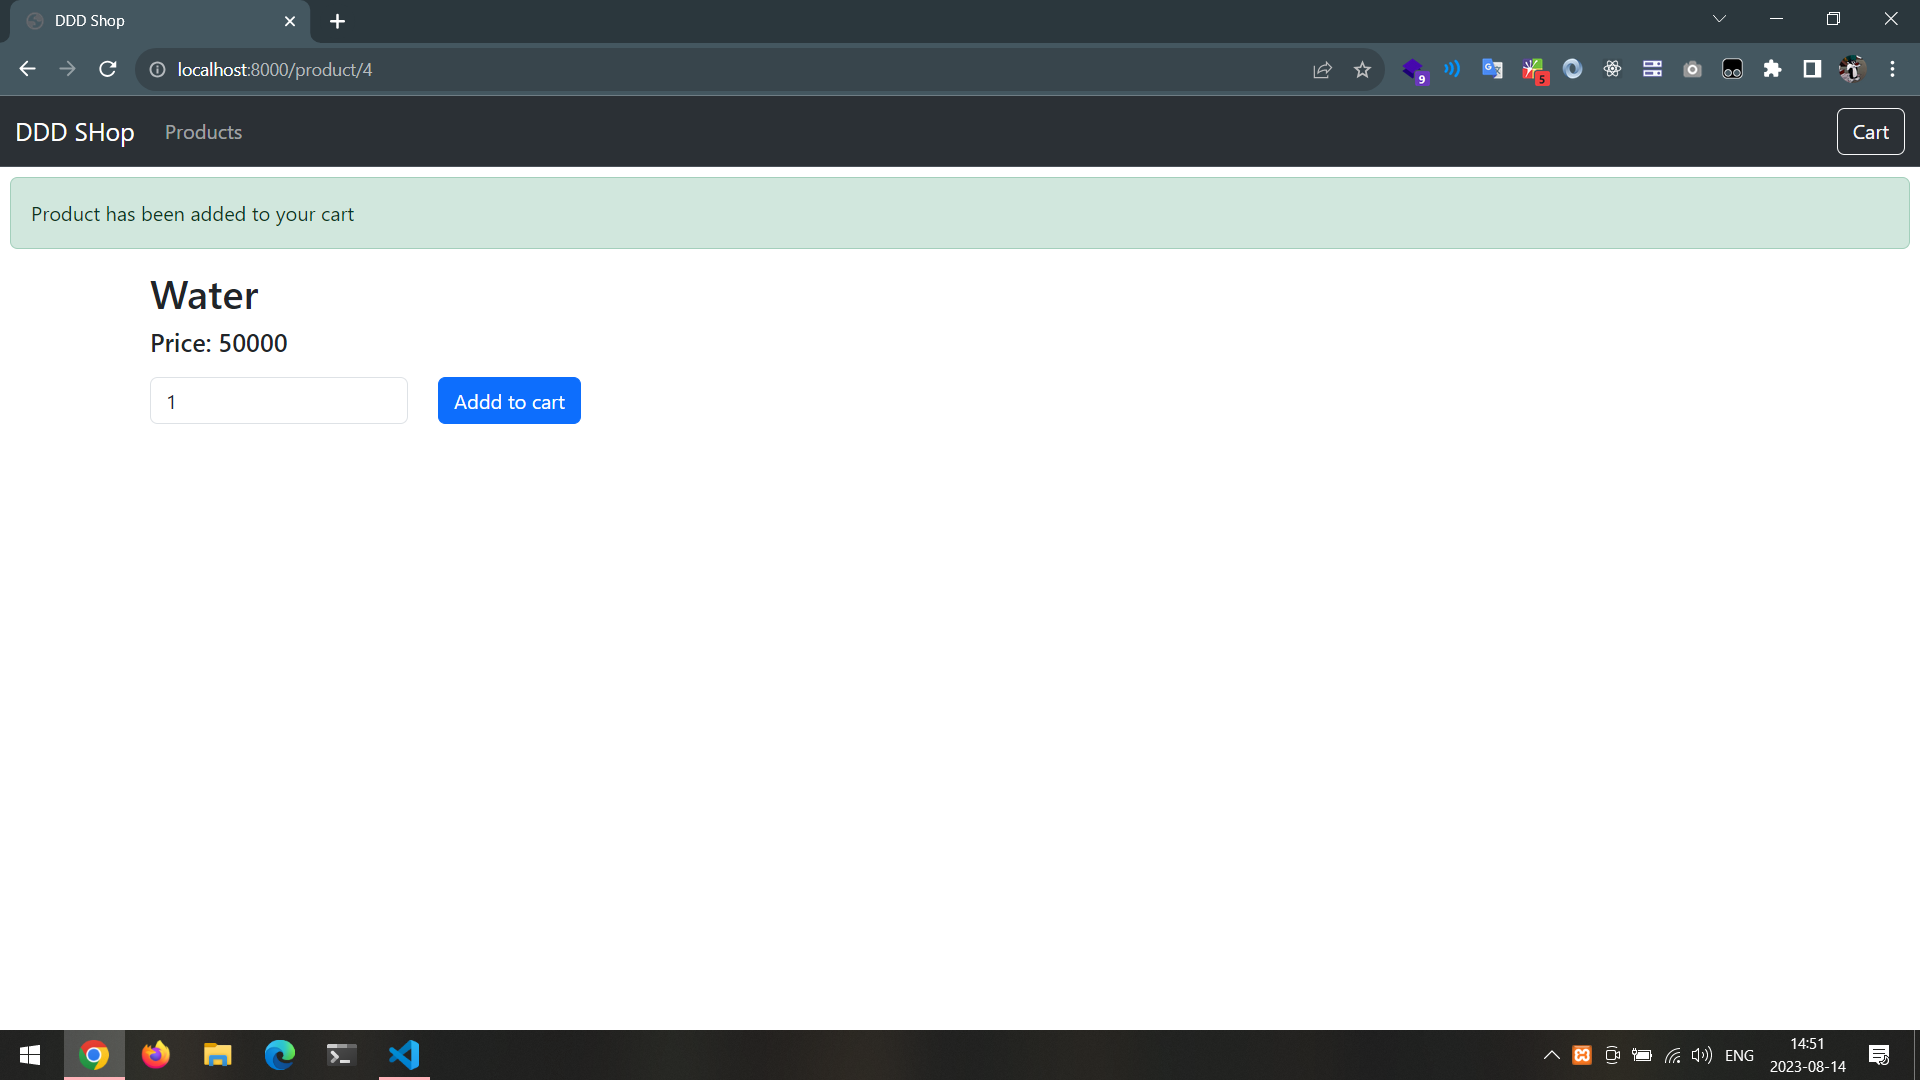 DDD Shop
localhost:8000/product/4
9
5
DDD SHop
Products
Cart
Product has been added to your cart
Water
Price: 50000
1
Addd to cart
ENG
14:51
2023-08-14